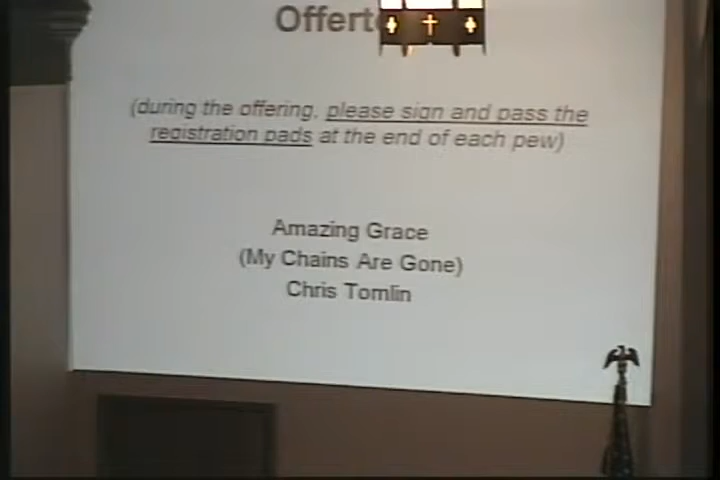 Offert
(during the offering, please sign and pass the
registration pads at the end of each pew)
Amazing Grace
(My Chains Are Gone)
Chris Tomlin